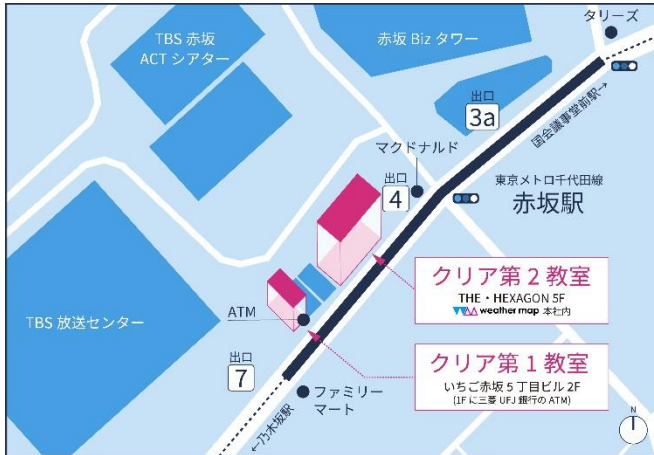 タリーズ
TBS 赤坂
ACT シアター
赤坂 Biz タワー
出口
3a
国会議事堂前駅→
マクドナルド
出口
4
東京メトロ千代田線
赤坂駅
クリア第2教室
THE・HEXAGON 5F
weather map 本社内
ATM
TBS 放送センター
クリア第1教室
いちご赤坂5丁目ビル 2F
(1Fに三菱 UFJ 銀行の ATM)
出口
7
ファミリー
マート
←乃木坂駅
N